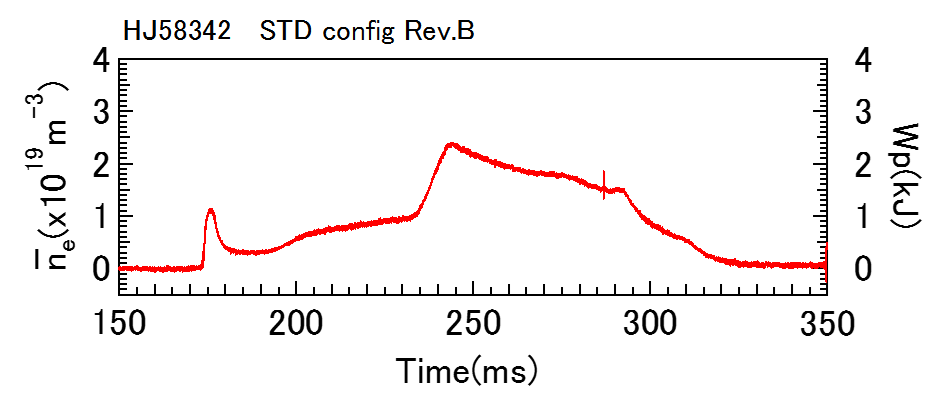 HJ58342 STD config Rev.B
4 4
3 3
2 2
1 1
0 0
n̅e(x10^19 m^-3)
Wp(kJ)
150 200 250 300 350
Time(ms)